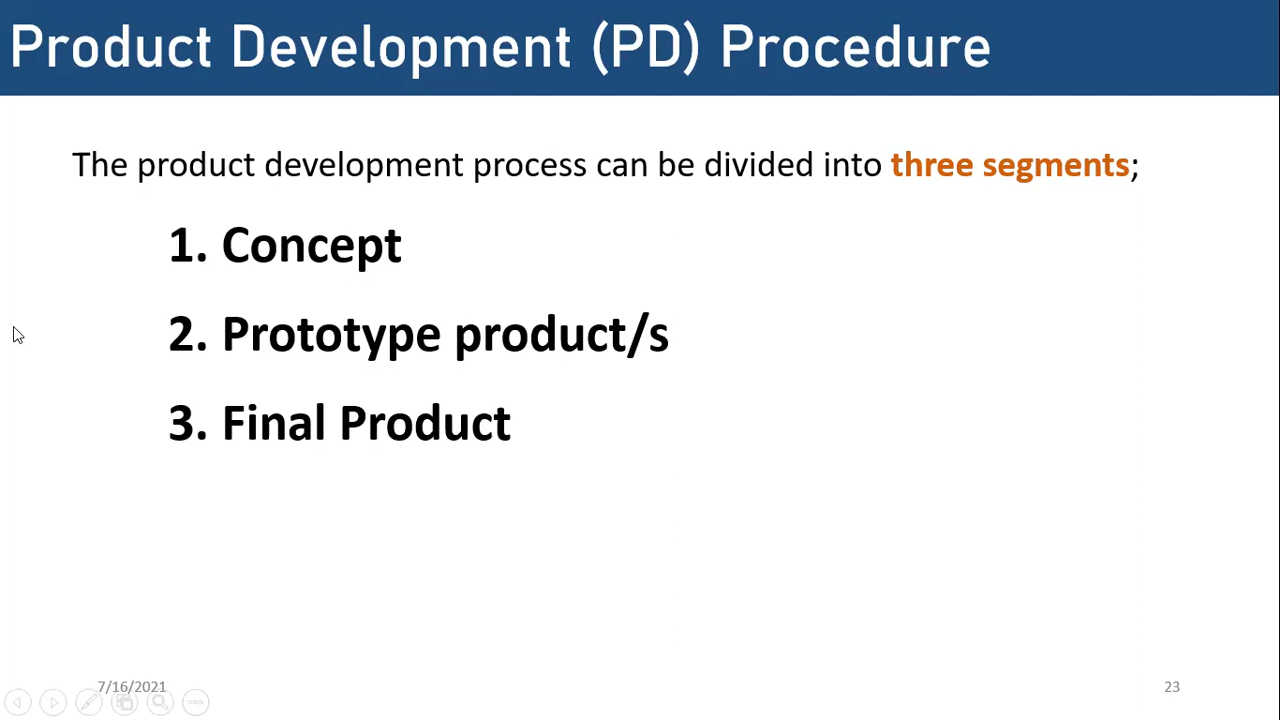 Product Development (PD) Procedure
The product development process can be divided into three segments;
1. Concept
2. Prototype product/s
3. Final Product
7/16/2021
23